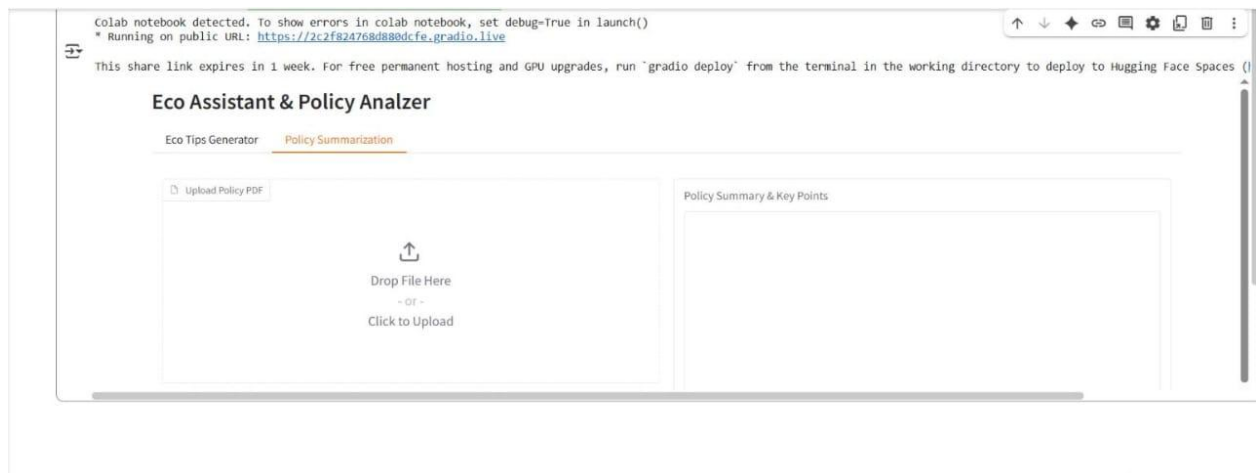 Colab notebook detected. To show errors in colab notebook, set debug=True in launch()
* Running on public URL: https://2c2f824768d880dcfe.gradio.live
This share link expires in 1 week. For free permanent hosting and GPU upgrades, run `gradio deploy` from the terminal in the working directory to deploy to Hugging Face Spaces (
Eco Assistant & Policy Analzer
Eco Tips Generator Policy Summarization
Upload Policy PDF
Policy Summary & Key Points
Drop File Here
- or -
Click to Upload